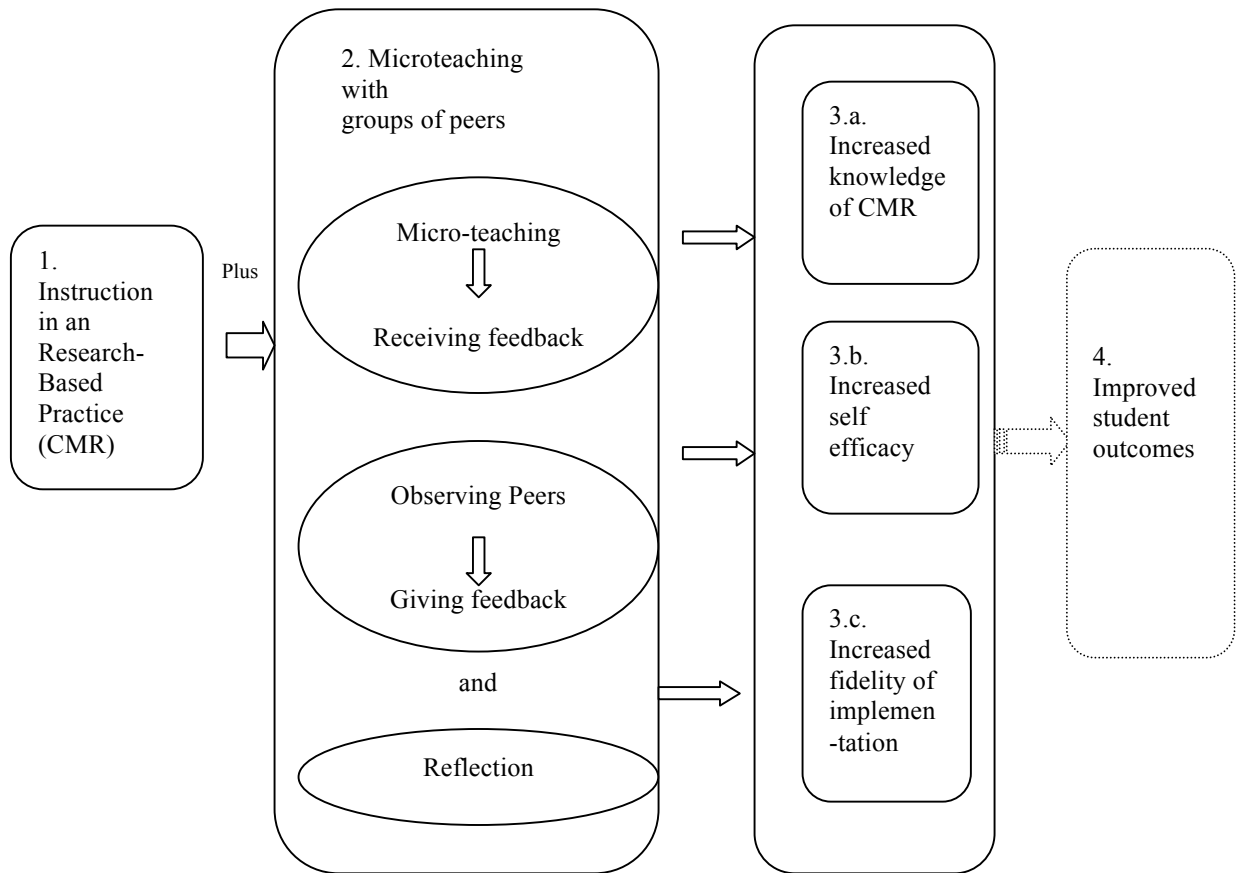 1.
Instruction
in an
Research-
Based
Practice
(CMR)
Plus
2. Microteaching
with
groups of peers
Micro-teaching
Receiving feedback
Observing Peers
Giving feedback
and
Reflection
3.a.
Increased
knowledge
of CMR
3.b.
Increased
self
efficacy
3.c.
Increased
fidelity of
implemen
-tation
4.
Improved
student
outcomes